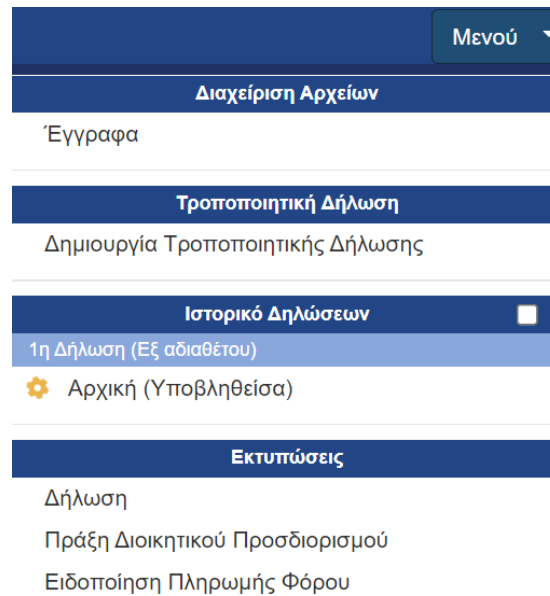 Μενού
Διαχείριση Αρχείων
Έγγραφα
Τροποποιητική Δήλωση
Δημιουργία Τροποποιητικής Δήλωσης
Ιστορικό Δηλώσεων
1η Δήλωση (Εξ αδιαθέτου)
Αρχική (Υποβληθείσα)
Εκτυπώσεις
Δήλωση
Πράξη Διοικητικού Προσδιορισμού
Ειδοποίηση Πληρωμής Φόρου